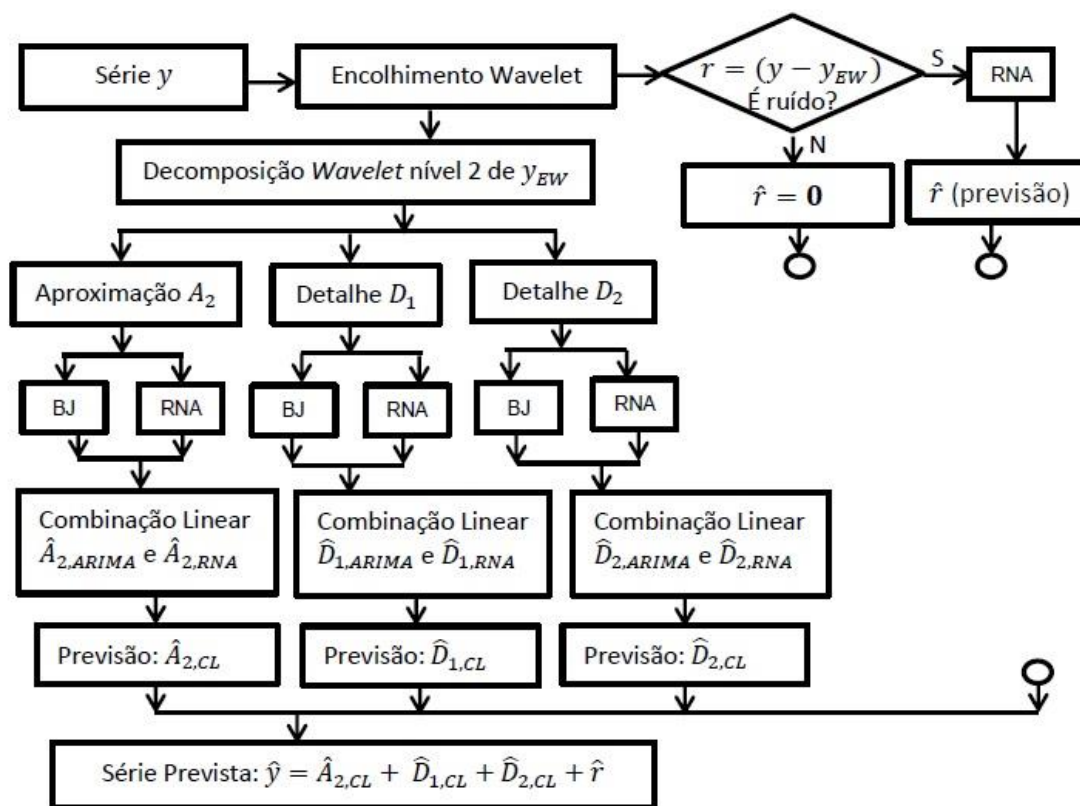 Série y
Encolhimento Wavelet
r = (y − y_EW)
É ruído?
S
RNA
N
Decomposição Wavelet nível 2 de y_EW
r̂ = 0
r̂ (previsão)
Aproximação A_2
Detalhe D_1
Detalhe D_2
BJ
RNA
BJ
RNA
BJ
RNA
Combinação Linear
Â_2,ARIMA e Â_2,RNA
Combinação Linear
D̂_1,ARIMA e D̂_1,RNA
Combinação Linear
D̂_2,ARIMA e D̂_2,RNA
Previsão: Â_2,CL
Previsão: D̂_1,CL
Previsão: D̂_2,CL
Série Prevista: ŷ = Â_2,CL + D̂_1,CL + D̂_2,CL + r̂